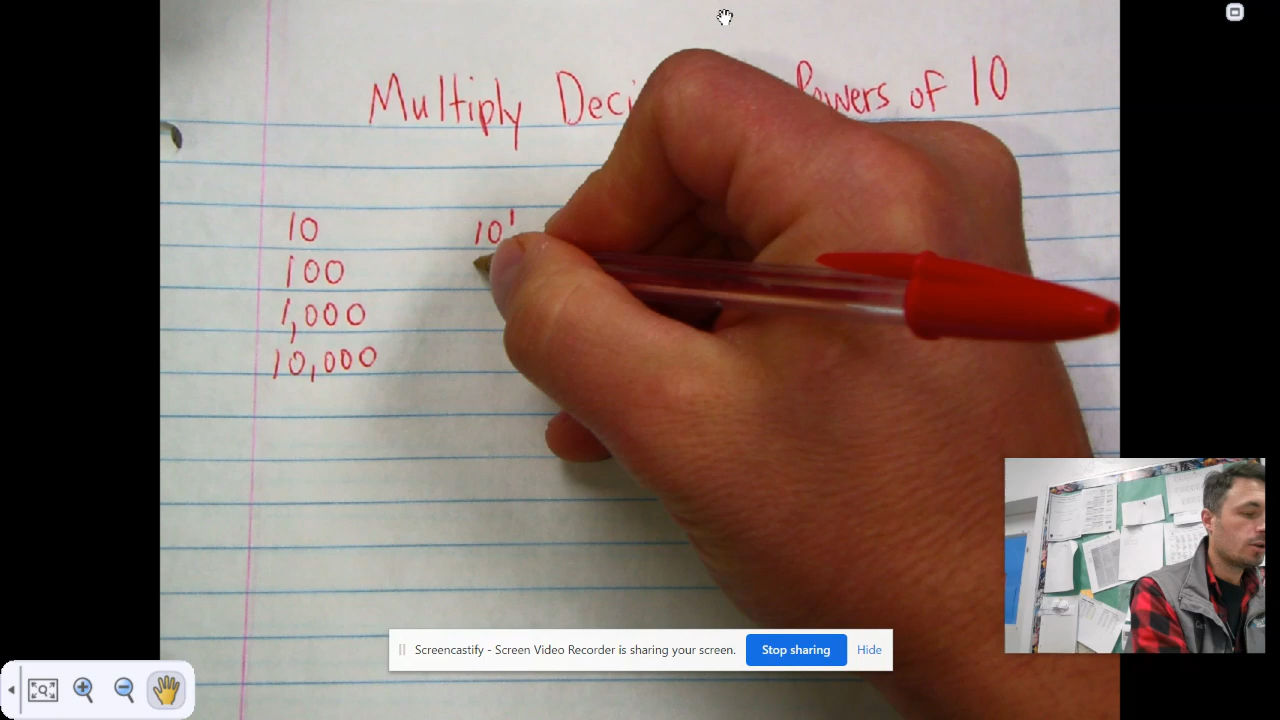 Multiply Deci Powers of 10
10 10¹
100
1,000
10,000
Screencastify - Screen Video Recorder is sharing your screen. Stop sharing Hide